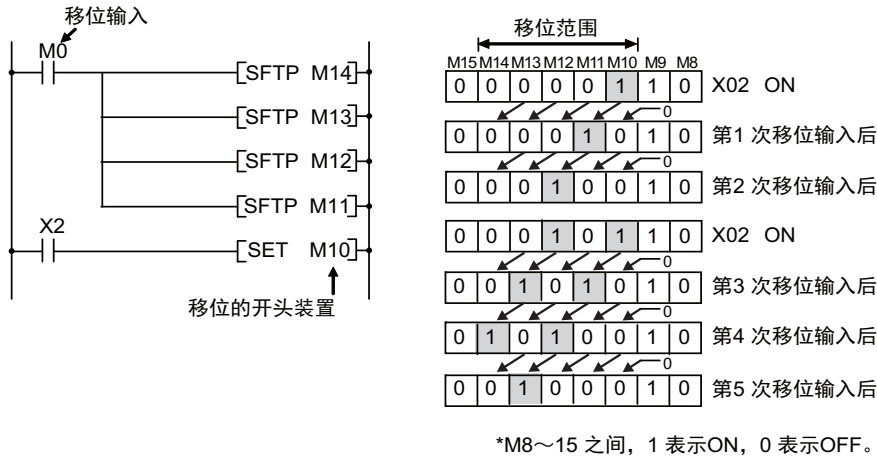 移位输入
M0
SFTP M14
SFTP M13
SFTP M12
SFTP M11
X2
SET M10
移位的开头装置
移位范围
M15 M14 M13 M12 M11 M10 M9 M8
0 0 0 0 0 1 1 0 X02 ON
0
0 0 0 0 1 0 1 0 第1 次移位输入后
0
0 0 0 1 0 0 1 0 第2 次移位输入后
0 0 0 1 0 1 1 0 X02 ON
0
0 0 1 0 1 0 1 0 第3 次移位输入后
0
0 1 0 1 0 0 1 0 第4 次移位输入后
0
0 0 1 0 0 0 1 0 第5 次移位输入后
*M8～15 之间，1 表示ON，0 表示OFF。